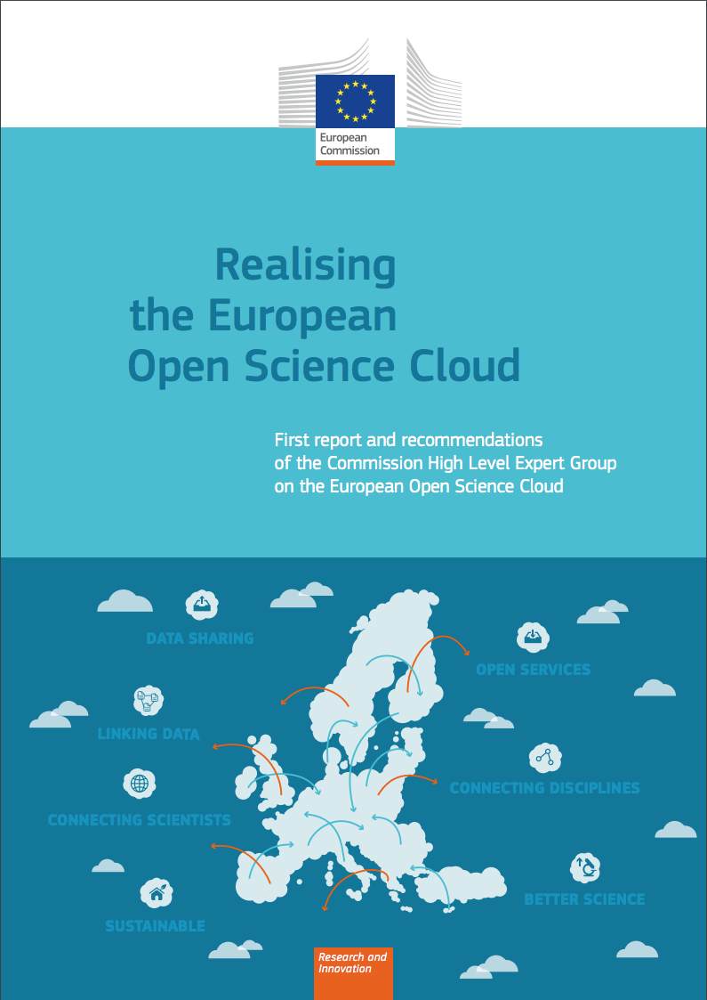 European
Commission
Realising
the European
Open Science Cloud
First report and recommendations
of the Commission High Level Expert Group
on the European Open Science Cloud
DATA SHARING
OPEN SERVICES
LINKING DATA
CONNECTING DISCIPLINES
CONNECTING SCIENTISTS
BETTER SCIENCE
SUSTAINABLE
Research and
Innovation